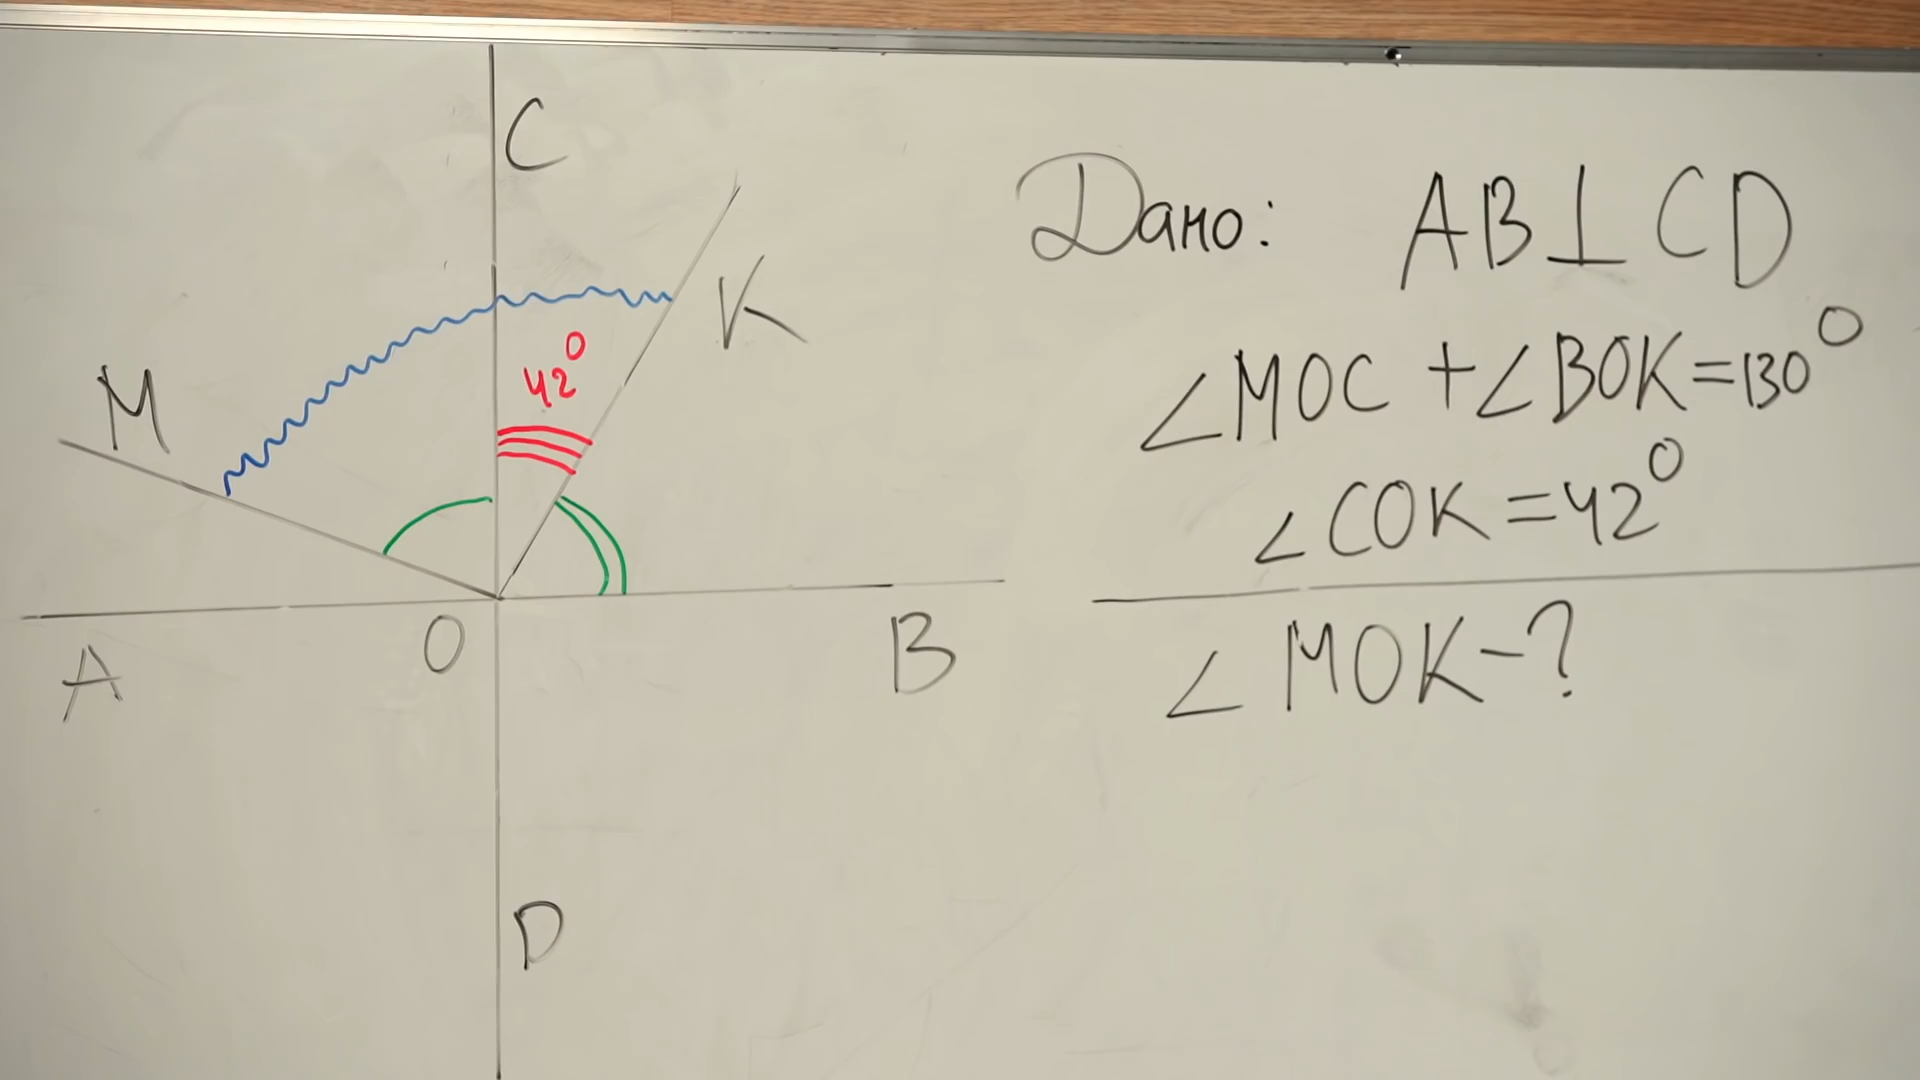 C
K
42°
M
A
O
B
D
Дано: AB⊥CD
∠MOC +∠BOK=130°
∠COK=42°
∠MOK-?